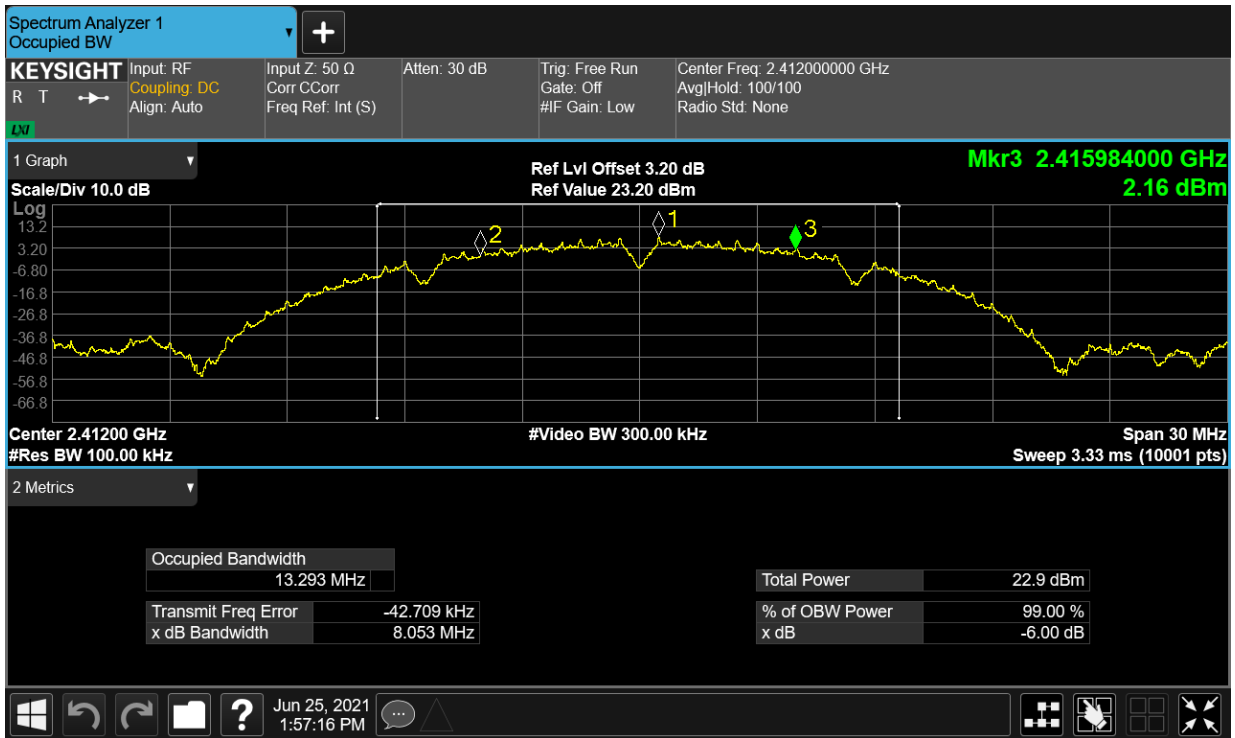 Spectrum Analyzer 1
Occupied BW
KEYSIGHT
R T
LXI
Input: RF
Coupling: DC
Align: Auto
Input Z: 50 Ω
Corr CCorr
Freq Ref: Int (S)
Atten: 30 dB
Trig: Free Run
Gate: Off
#IF Gain: Low
Center Freq: 2.412000000 GHz
Avg|Hold: 100/100
Radio Std: None
1 Graph
Scale/Div 10.0 dB
Ref Lvl Offset 3.20 dB
Ref Value 23.20 dBm
Mkr3 2.415984000 GHz
2.16 dBm
Log
13.2
3.20
-6.80
-16.8
-26.8
-36.8
-46.8
-56.8
-66.8
2
1
3
Center 2.41200 GHz
#Res BW 100.00 kHz
#Video BW 300.00 kHz
Span 30 MHz
Sweep 3.33 ms (10001 pts)
2 Metrics
Occupied Bandwidth
13.293 MHz
Transmit Freq Error -42.709 kHz
x dB Bandwidth 8.053 MHz
Total Power 22.9 dBm
% of OBW Power 99.00 %
x dB -6.00 dB
?
Jun 25, 2021
1:57:16 PM